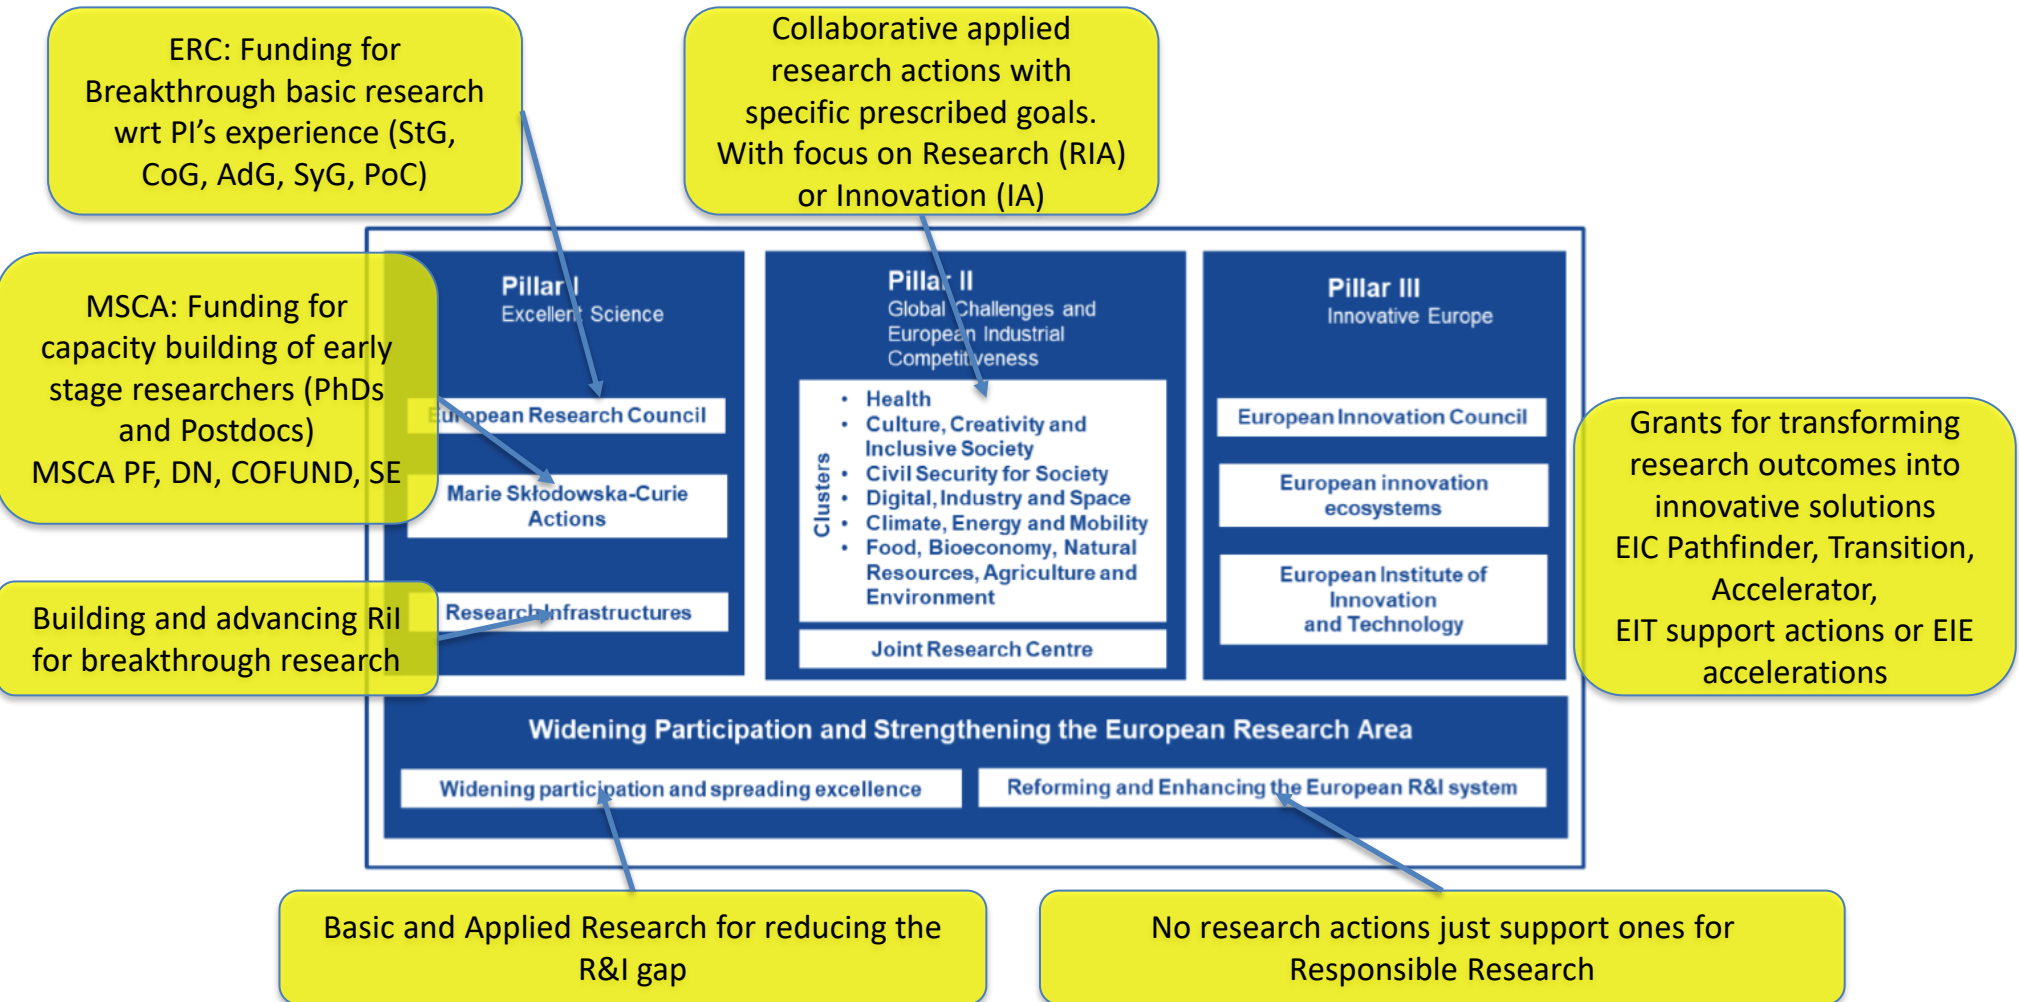 ERC: Funding for
Breakthrough basic research
wrt PI’s experience (StG,
CoG, AdG, SyG, PoC)
Collaborative applied
research actions with
specific prescribed goals.
With focus on Research (RIA)
or Innovation (IA)
MSCA: Funding for
capacity building of early
stage researchers (PhDs
and Postdocs)
MSCA PF, DN, COFUND, SE
Building and advancing RiI
for breakthrough research
Pillar I
Excellent Science
European Research Council
Marie Skłodowska-Curie
Actions
Research Infrastructures
Pillar II
Global Challenges and
European Industrial
Competitiveness
Clusters
• Health
• Culture, Creativity and
Inclusive Society
• Civil Security for Society
• Digital, Industry and Space
• Climate, Energy and Mobility
• Food, Bioeconomy, Natural
Resources, Agriculture and
Environment
Joint Research Centre
Pillar III
Innovative Europe
European Innovation Council
European innovation
ecosystems
European Institute of
Innovation
and Technology
Grants for transforming
research outcomes into
innovative solutions
EIC Pathfinder, Transition,
Accelerator,
EIT support actions or EIE
accelerations
Widening Participation and Strengthening the European Research Area
Widening participation and spreading excellence
Reforming and Enhancing the European R&I system
Basic and Applied Research for reducing the
R&I gap
No research actions just support ones for
Responsible Research